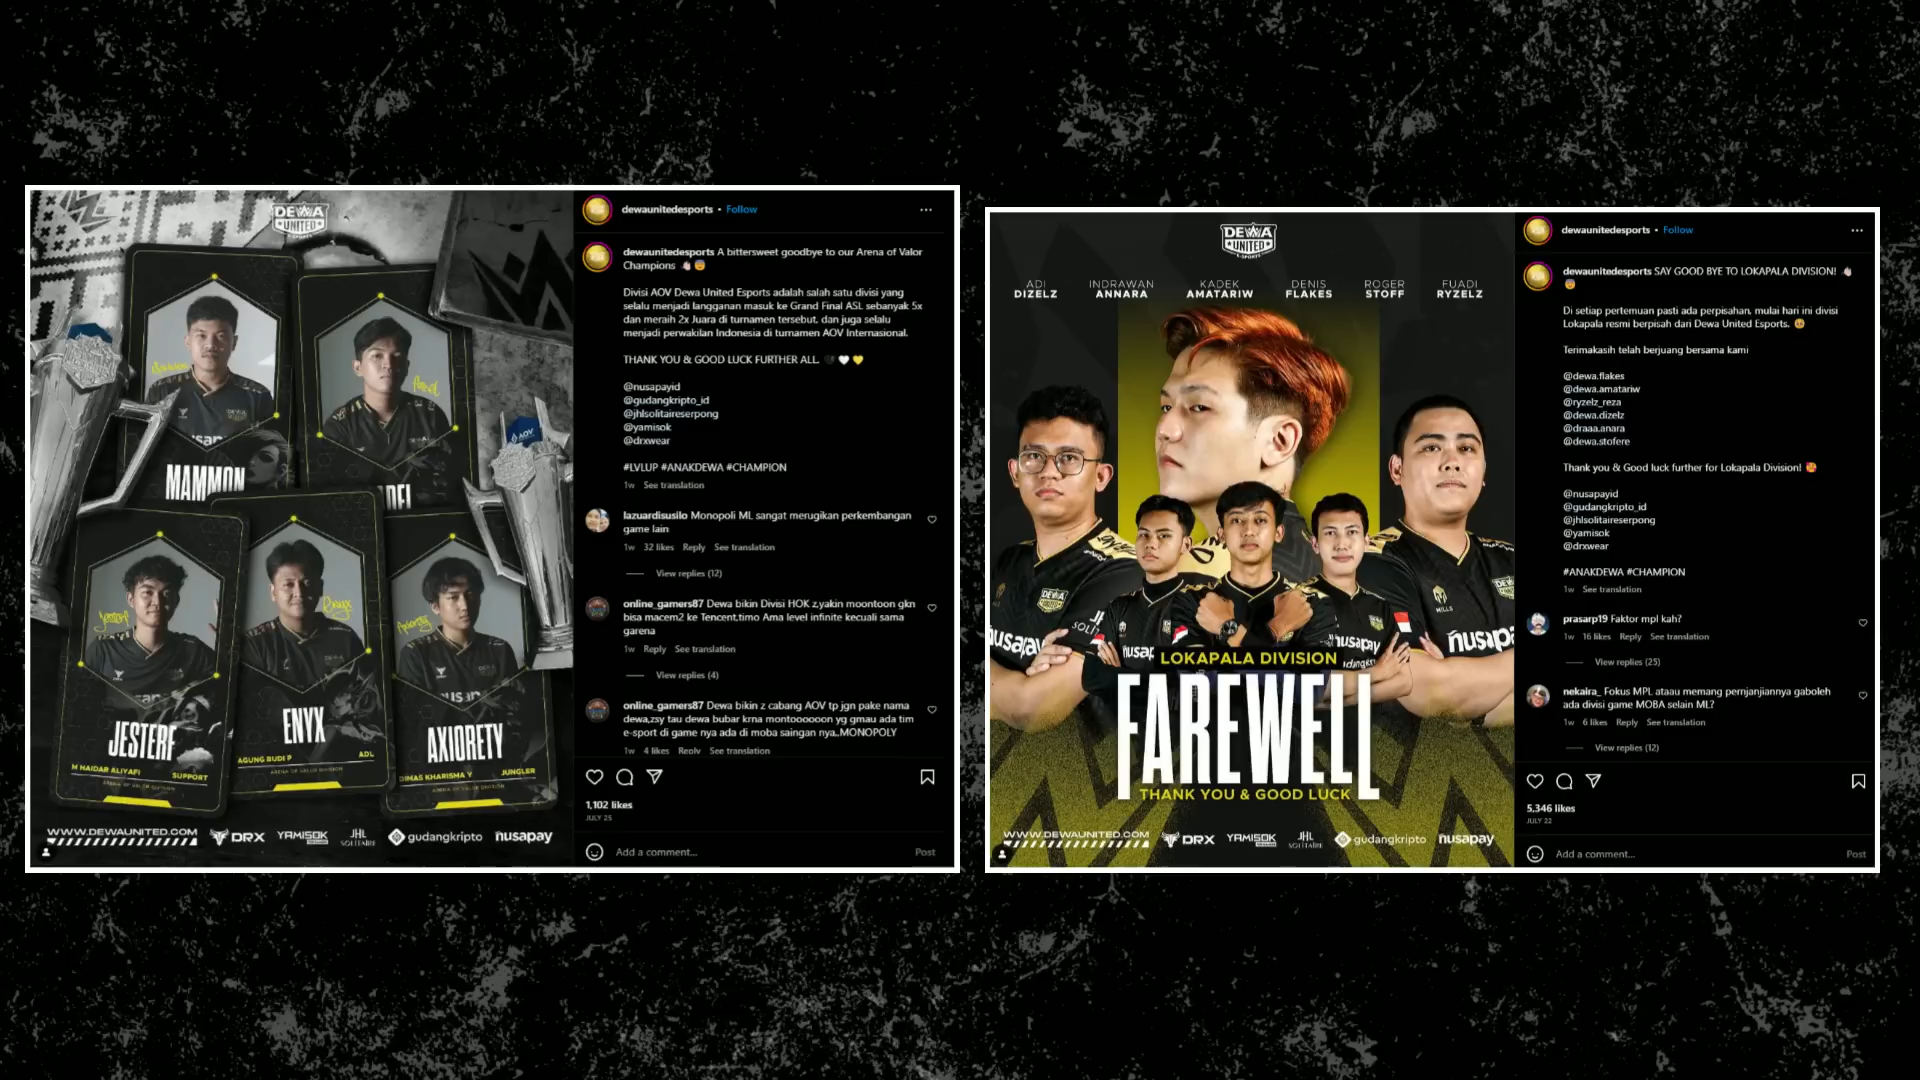 DEWA
UNITED
MAMMON
JESTERF
M HAIDAR ALIYAFI
SUPPORT
ENYX
AGUNG BUDI P
ADL
ARENA OF VALOR DIVISION
AXIORETY
DIMAS KHARISMA Y
JUNGLER
WWW.DEWAUNITED.COM
DRX
YAMISOK
JHL
SOLITAIRE
gudangkripto
nusapay
dewaunitedesports • Follow
dewaunitedesports A bittersweet goodbye to our Arena of Valor
Champions
Divisi AOV Dewa United Esports adalah salah satu divisi yang
selalu menjadi langganan masuk ke Grand Final ASL sebanyak 5x
dan meraih 2x Juara di turnamen tersebut, dan juga selalu
menjadi perwakilan Indonesia di turnamen AOV Internasional.
THANK YOU & GOOD LUCK FURTHER ALL 🖤🤍💛
@nusapayid
@gudangkripto_id
@jhlsolitaireserpong
@yamisok
@drxwear
#LVLUP #ANAKDEWA #CHAMPION
1w See translation
lazuardisusilo Monopoli ML sangat merugikan perkembangan
game lain
1w 32 likes Reply See translation
View replies (12)
online_gamers87 Dewa bikin Divisi HOK z,yakin moontoon gkn
bisa macem2 ke Tencent,timo Ama level infinite kecuali sama
garena
1w Reply See translation
View replies (4)
online_gamers87 Dewa bikin z cabang AOV tp jgn pake nama
dewa,zsy tau dewa bubar krna montoooooon yg gmau ada tim
e-sport di game nya ada di moba saingan nya,.MONOPOLY
1w 4 likes Reply See translation
1,102 likes
JULY 25
Add a comment...
Post
DEWA
UNITED
E-SPORTS
ADI
DIZELZ
INDRAWAN
ANNARA
KADEK
AMATARIW
DENIS
FLAKES
ROGER
STOFF
FUADI
RYZELZ
LOKAPALA DIVISION
FAREWELL
THANK YOU & GOOD LUCK
WWW.DEWAUNITED.COM
DRX
YAMISOK
JHL
SOLITAIRE
gudangkripto
nusapay
dewaunitedesports • Follow
dewaunitedesports SAY GOOD BYE TO LOKAPALA DIVISION!
Di setiap pertemuan pasti ada perpisahan, mulai hari ini divisi
Lokapala resmi berpisah dari Dewa United Esports.
Terimakasih telah berjuang bersama kami
@dewa.flakes
@dewa.amatariw
@ryzelz_reza
@dewa.dizelz
@draaa.anara
@dewa.stofere
Thank you & Good luck further for Lokapala Division!
@nusapayid
@gudangkripto_id
@jhlsolitaireserpong
@yamisok
@drxwear
#ANAKDEWA #CHAMPION
1w See translation
prasarp19 Faktor mpl kah?
1w 16 likes Reply See translation
View replies (25)
nekaira_ Fokus MPL ataau memang pernjanjiannya gaboleh
ada divisi game MOBA selain ML?
1w 6 likes Reply See translation
View replies (12)
5,346 likes
JULY 22
Add a comment...
Post